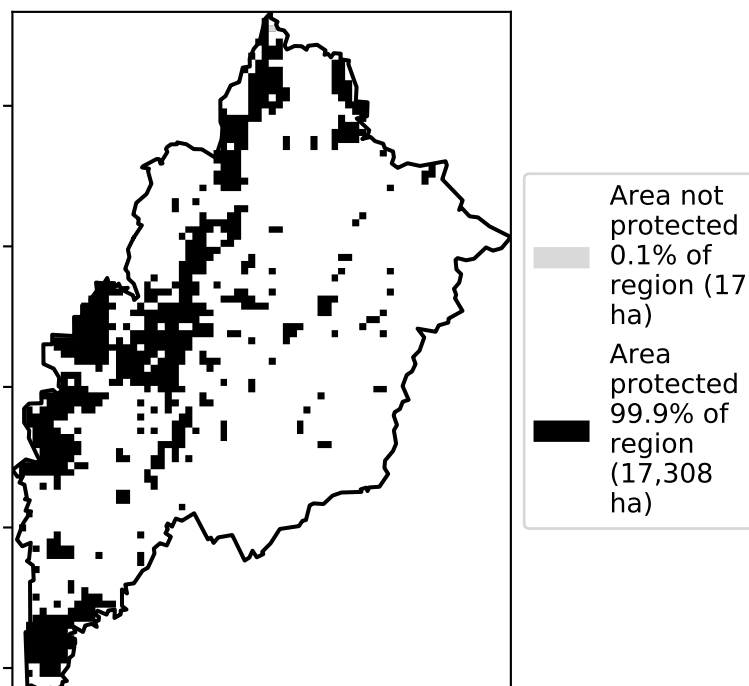 Area not
protected
0.1% of
region (17
ha)
Area
protected
99.9% of
region
(17,308
ha)